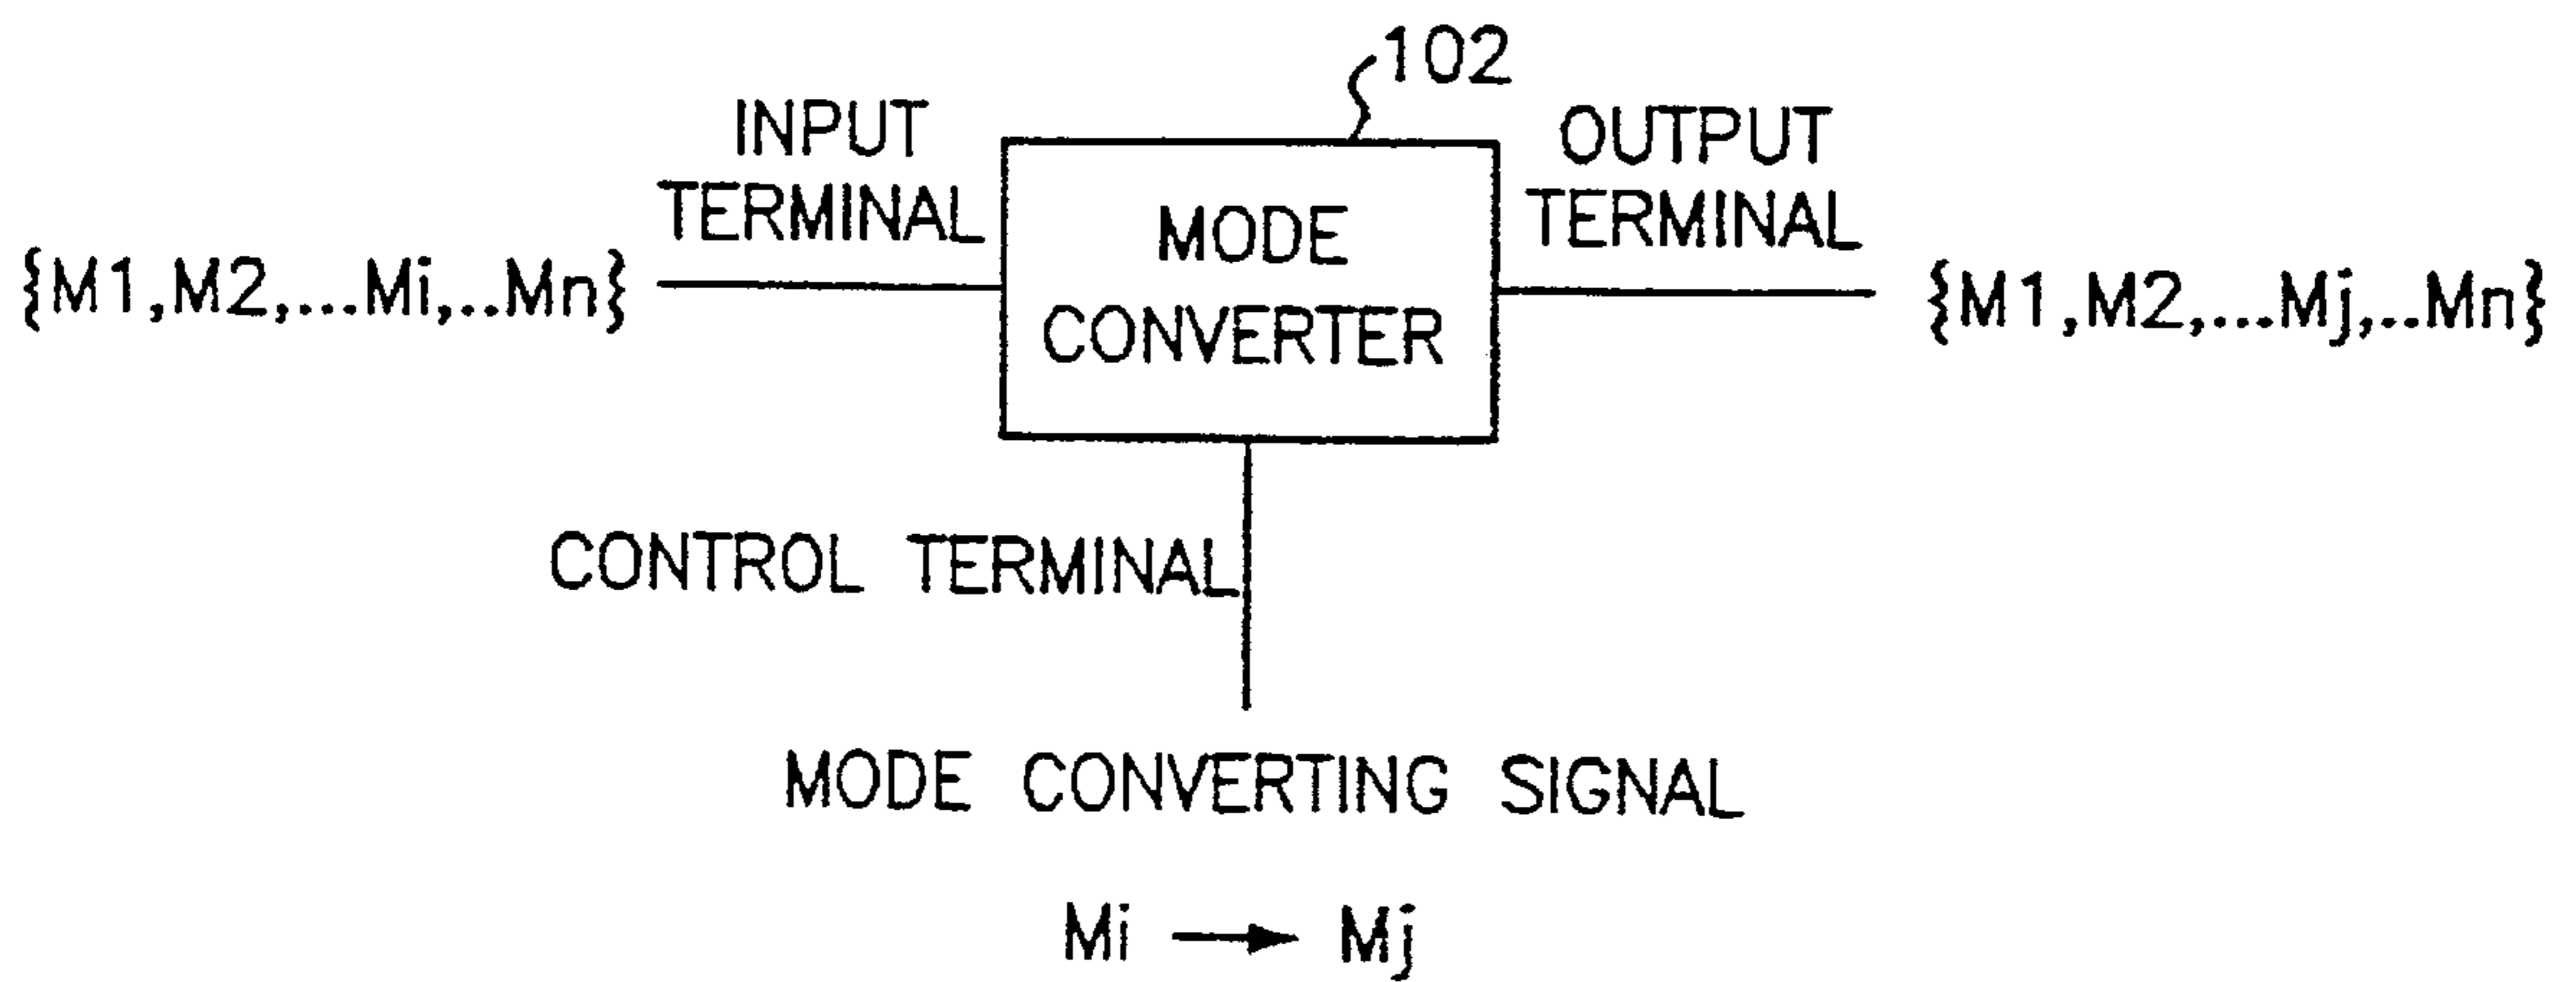 102
INPUT
TERMINAL
OUTPUT
TERMINAL
MODE
CONVERTER
{M1,M2,...Mi,..Mn}
{M1,M2,...Mj,..Mn}
CONTROL TERMINAL
MODE CONVERTING SIGNAL
Mi → Mj